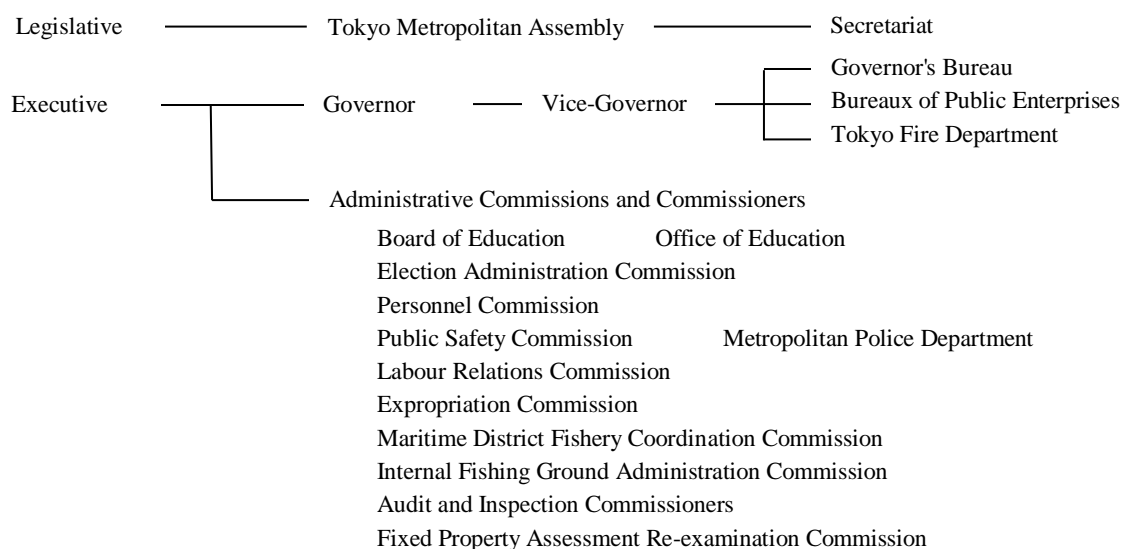 Legislative Tokyo Metropolitan Assembly Secretariat
Governor's Bureau
Executive Governor Vice-Governor Bureaux of Public Enterprises
Tokyo Fire Department
Administrative Commissions and Commissioners
Board of Education Office of Education
Election Administration Commission
Personnel Commission
Public Safety Commission Metropolitan Police Department
Labour Relations Commission
Expropriation Commission
Maritime District Fishery Coordination Commission
Internal Fishing Ground Administration Commission
Audit and Inspection Commissioners
Fixed Property Assessment Re-examination Commission